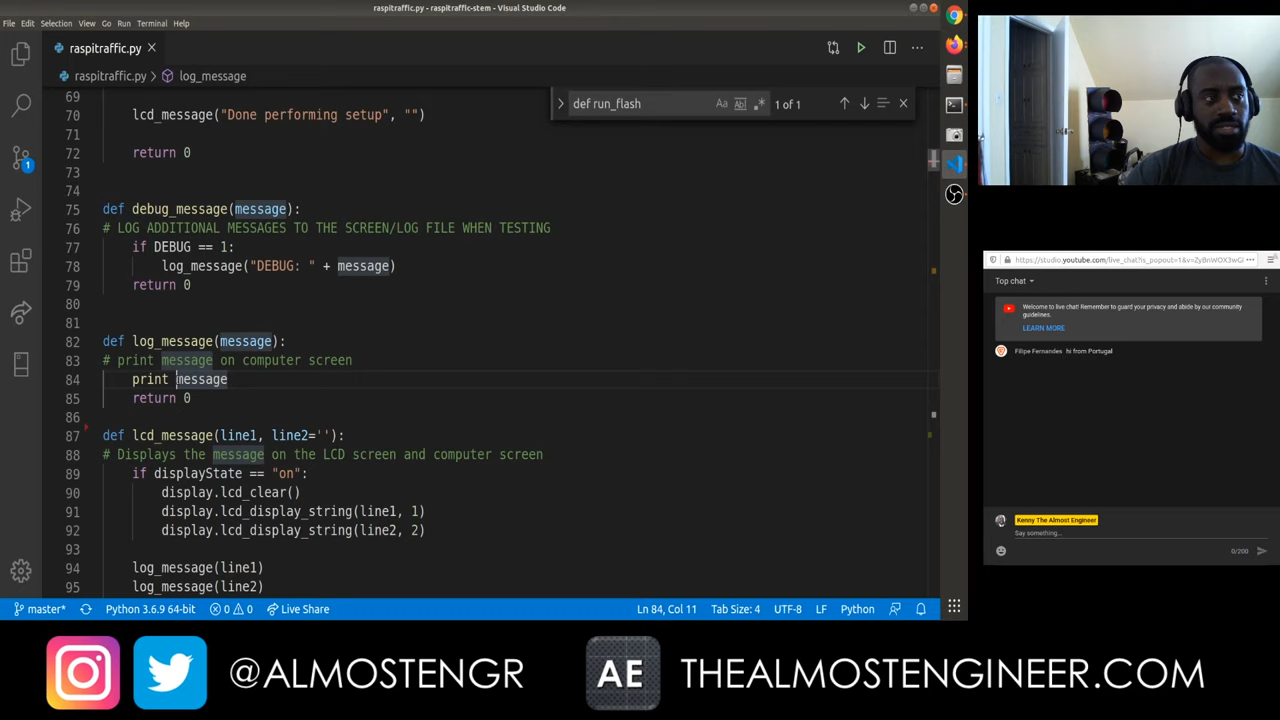 raspitraffic.py - raspitraffic-stem - Visual Studio Code
File Edit Selection View Go Run Terminal Help
raspitraffic.py
raspitraffic.py > log_message
def run_flash
Aa Abl .* 1 of 1
69
70 lcd_message("Done performing setup", "")
71
72 return 0
73
74
75 def debug_message(message):
76 # LOG ADDITIONAL MESSAGES TO THE SCREEN/LOG FILE WHEN TESTING
77 if DEBUG == 1:
78 log_message("DEBUG: " + message)
79 return 0
80
81
82 def log_message(message):
83 # print message on computer screen
84 print message
85 return 0
86
87 def lcd_message(line1, line2=''):
88 # Displays the message on the LCD screen and computer screen
89 if displayState == "on":
90 display.lcd_clear()
91 display.lcd_display_string(line1, 1)
92 display.lcd_display_string(line2, 2)
93
94 log_message(line1)
95 log_message(line2)
1
master* Python 3.6.9 64-bit 0 0 Live Share Ln 84, Col 11 Tab Size: 4 UTF-8 LF Python
https://studio.youtube.com/live_chat?is_popout=1&v=ZyBnWOX3wGI
Top chat
Welcome to live chat! Remember to guard your privacy and abide by our community
guidelines.
LEARN MORE
Filipe Fernandes hi from Portugal
Kenny The Almost Engineer
Say something...
0/200
@ALMOSTENGR AE THEALMOSTENGINEER.COM